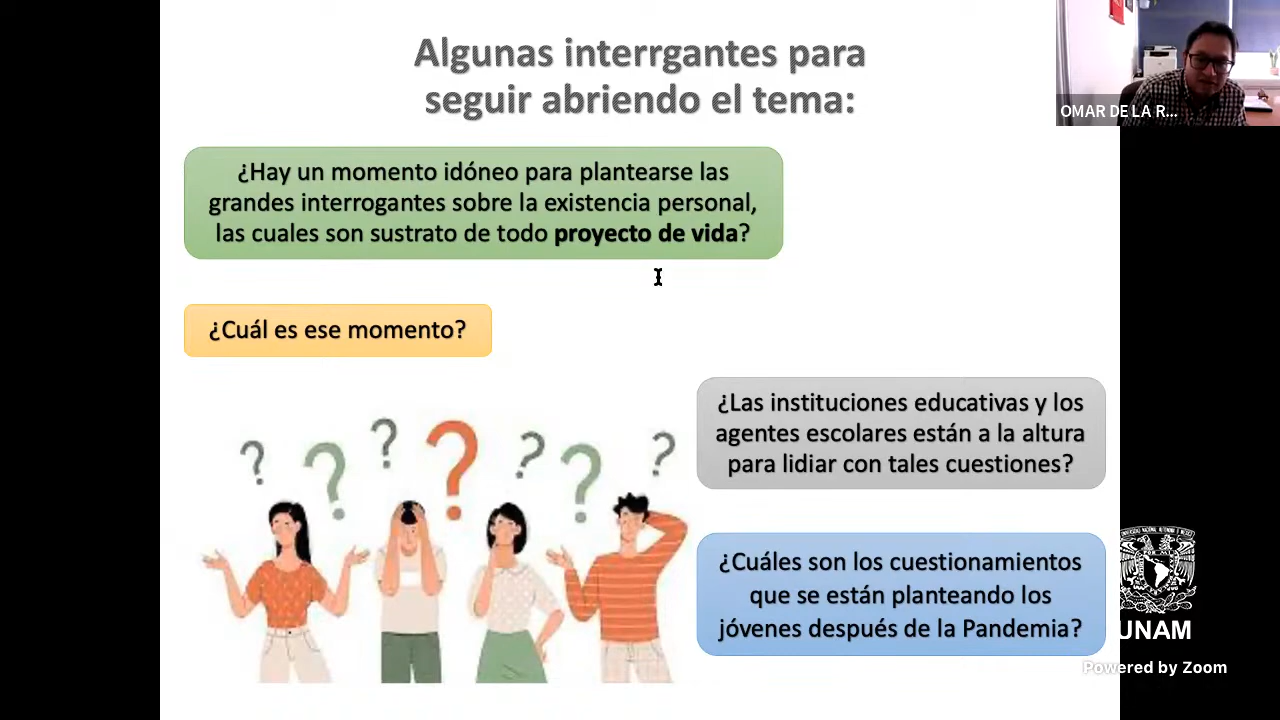 Algunas interrgantes para
seguir abriendo el tema:
OMAR DE LA R...
¿Hay un momento idóneo para plantearse las
grandes interrogantes sobre la existencia personal,
las cuales son sustrato de todo proyecto de vida?
¿Cuál es ese momento?
¿Las instituciones educativas y los
agentes escolares están a la altura
para lidiar con tales cuestiones?
¿Cuáles son los cuestionamientos
que se están planteando los
jóvenes después de la Pandemia?
? ? ? ? ? ? ?
UNAM
Powered by Zoom